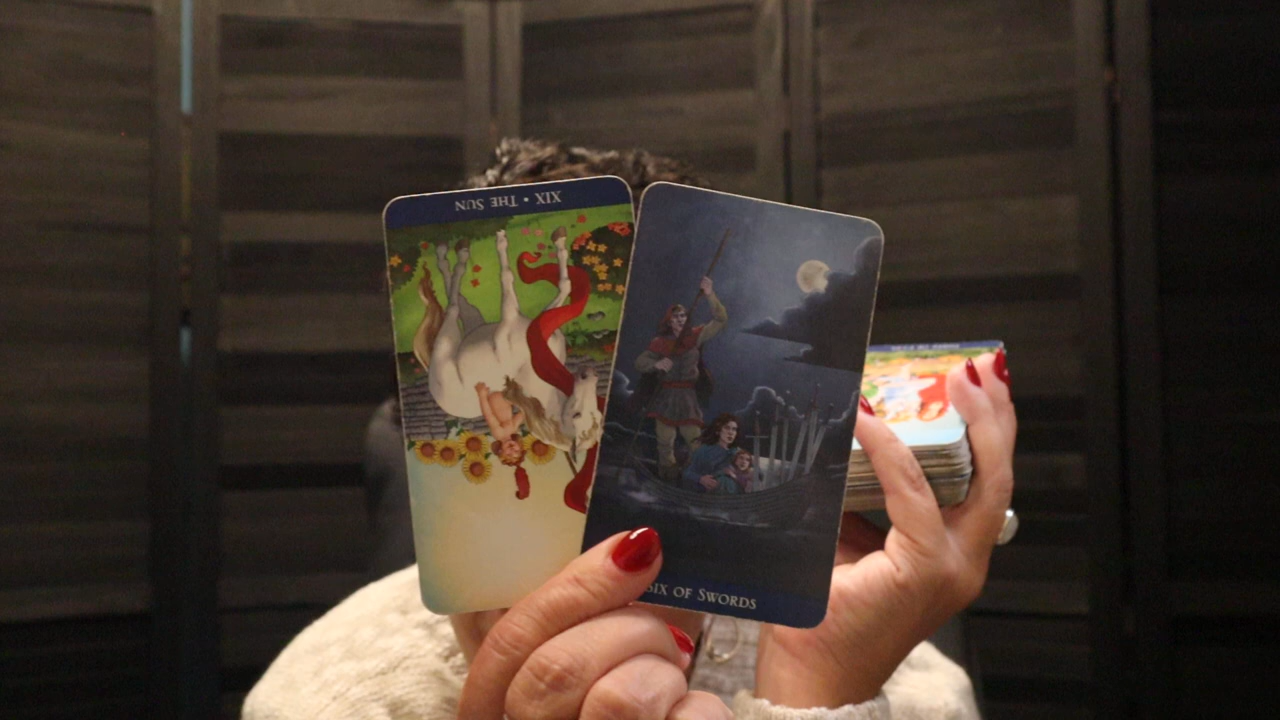 XIX • THE SUN
SIX OF SWORDS